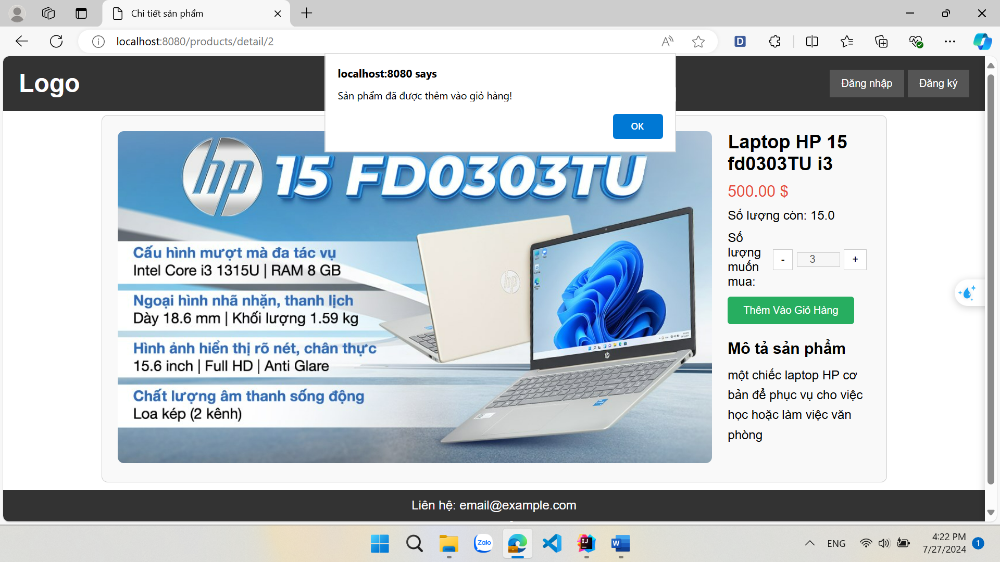 Chi tiết sản phẩm
localhost:8080/products/detail/2
localhost:8080 says
Sản phẩm đã được thêm vào giỏ hàng!
OK
Logo
Đăng nhập
Đăng ký
hp
15 FD0303TU
Cấu hình mượt mà đa tác vụ
Intel Core i3 1315U | RAM 8 GB
Ngoại hình nhã nhặn, thanh lịch
Dày 18.6 mm | Khối lượng 1.59 kg
Hình ảnh hiển thị rõ nét, chân thực
15.6 inch | Full HD | Anti Glare
Chất lượng âm thanh sống động
Loa kép (2 kênh)
Laptop HP 15
fd0303TU i3
500.00 $
Số lượng còn: 15.0
Số
lượng
muốn
mua:
- 3 +
Thêm Vào Giỏ Hàng
Mô tả sản phẩm
một chiếc laptop HP cơ
bản để phục vụ cho việc
học hoặc làm việc văn
phòng
Liên hệ: email@example.com
Zalo
ENG
4:22 PM
7/27/2024
1